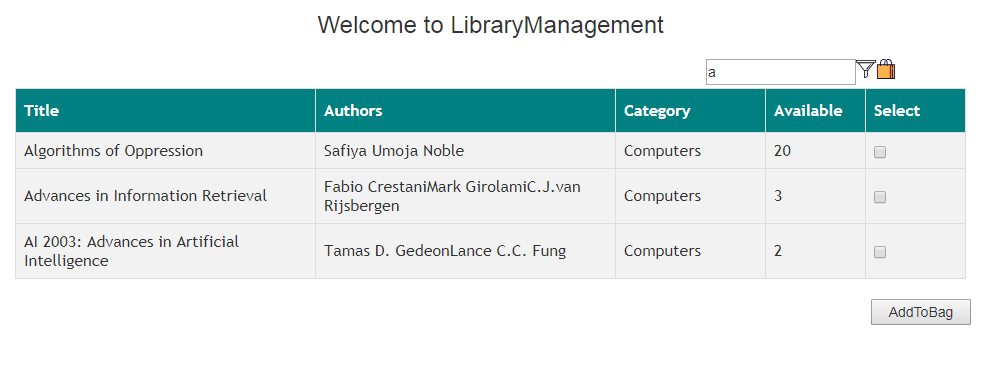 Welcome to LibraryManagement
a
Title Authors Category Available Select
Algorithms of Oppression Safiya Umoja Noble Computers 20
Advances in Information Retrieval Fabio CrestaniMark GirolamiC.J.van
Rijsbergen Computers 3
AI 2003: Advances in Artificial
Intelligence Tamas D. GedeonLance C.C. Fung Computers 2
AddToBag